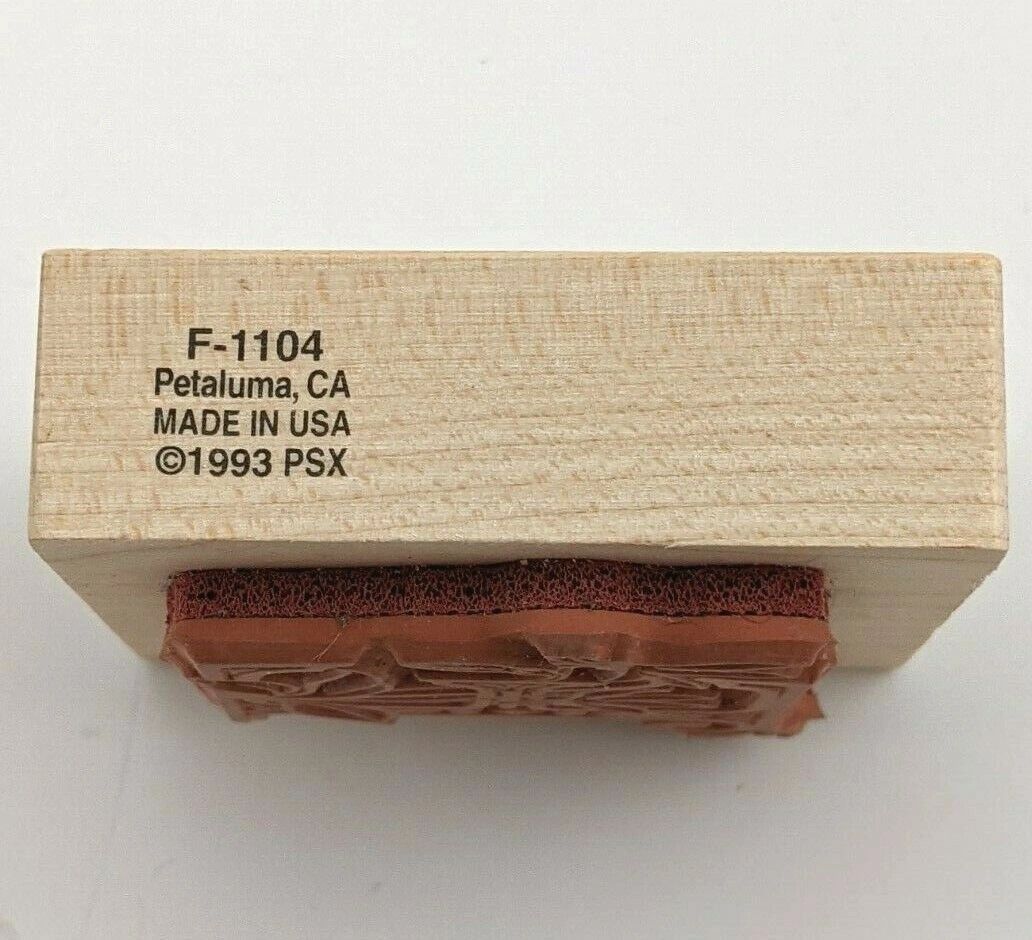 F-1104
Petaluma, CA
MADE IN USA
©1993 PSX